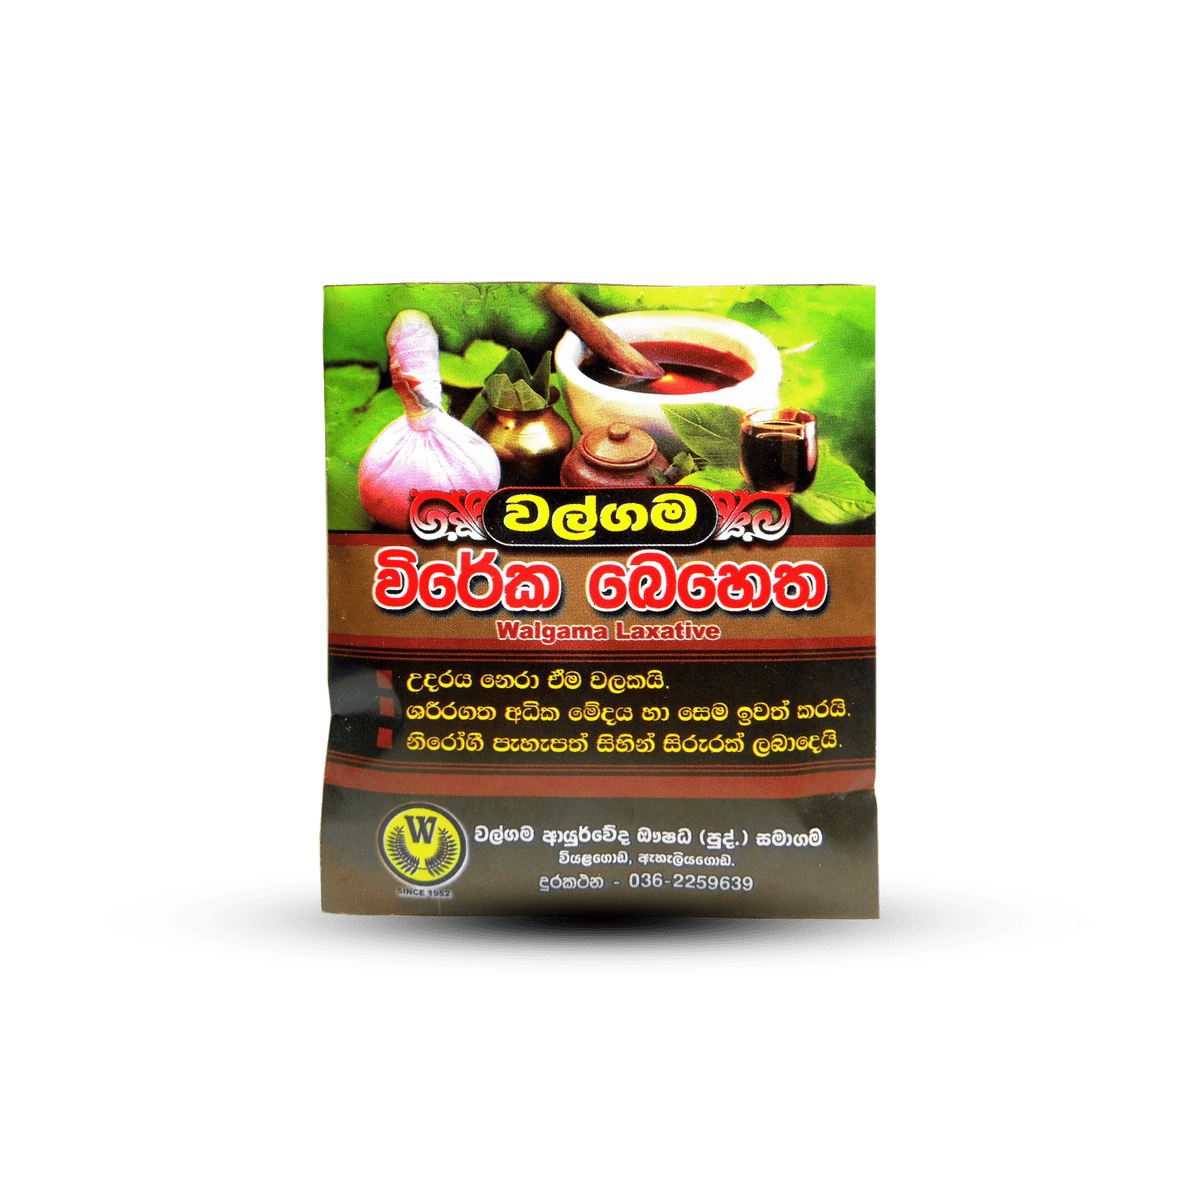 වල්ගම
විරේක බෙහෙත
Walgama Laxative
උදරය නෙරා ඒම වලකයි.
ශරීරගත අධික මේදය හා සෙම ඉවත් කරයි.
නිරෝගී පැහැපත් සිහින් සිරුරක් ලබාදෙයි.
W
SINCE 1952
වල්ගම ආයුර්වේද ඖෂධ (පුද්.) සමාගම
වියළගොඩ, ඇහැලියගොඩ.
දුරකථන - 036-2259639